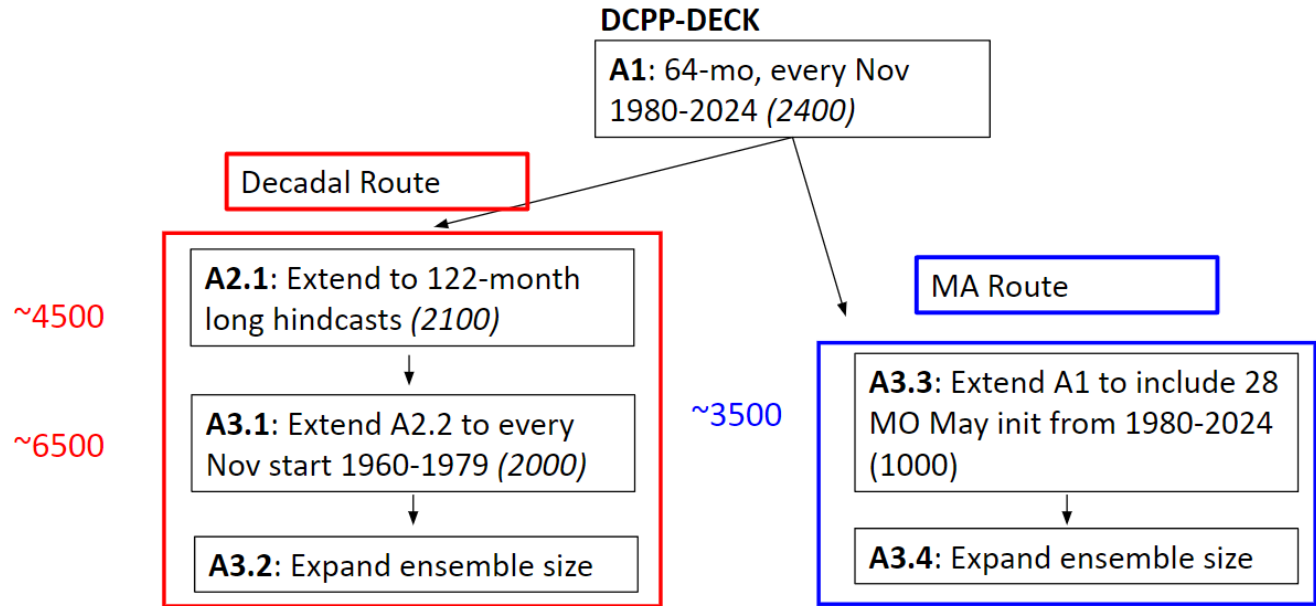 DCPP-DECK
A1: 64-mo, every Nov
1980-2024 (2400)
Decadal Route
A2.1: Extend to 122-month
long hindcasts (2100)
~4500
A3.1: Extend A2.2 to every
Nov start 1960-1979 (2000)
~6500
A3.2: Expand ensemble size
MA Route
~3500
A3.3: Extend A1 to include 28
MO May init from 1980-2024
(1000)
A3.4: Expand ensemble size